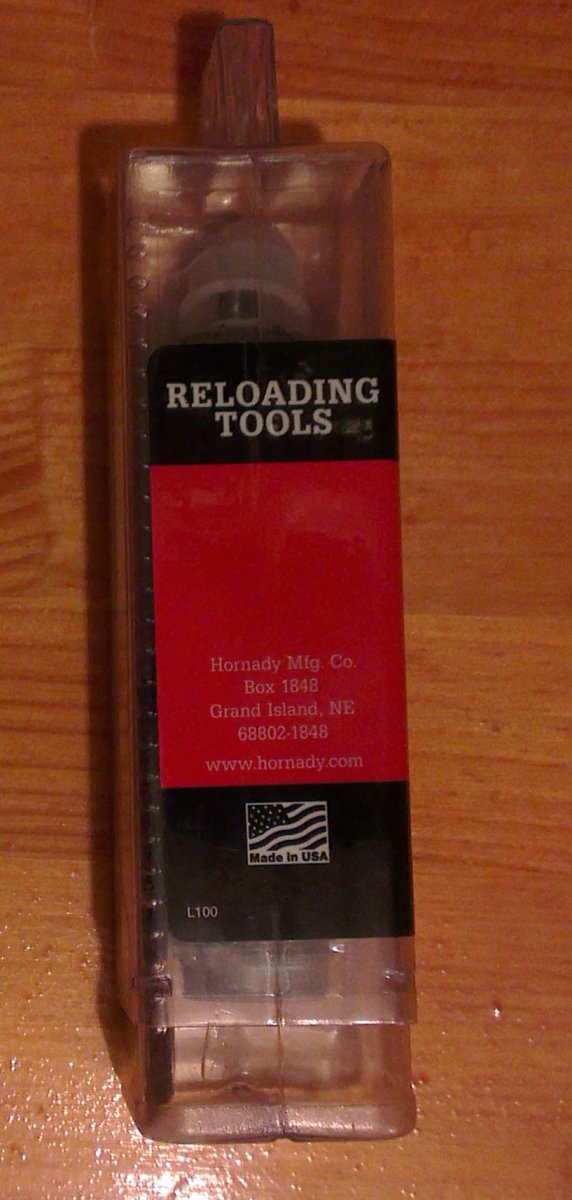 RELOADING
TOOLS
Hornady Mfg. Co.
Box 1848
Grand Island, NE
68802-1848
www.hornady.com
Made in USA
L100